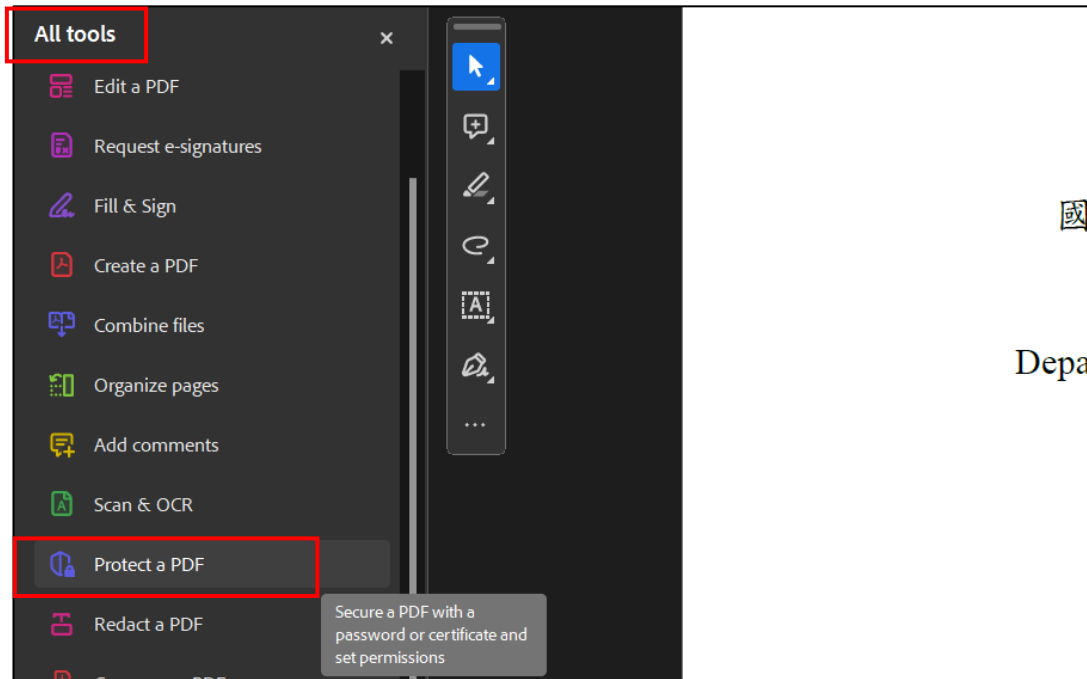 All tools
Edit a PDF
Request e-signatures
Fill & Sign
Create a PDF
Combine files
Organize pages
Add comments
Scan & OCR
Protect a PDF
Redact a PDF
Secure a PDF with a
password or certificate and
set permissions
國
Depa